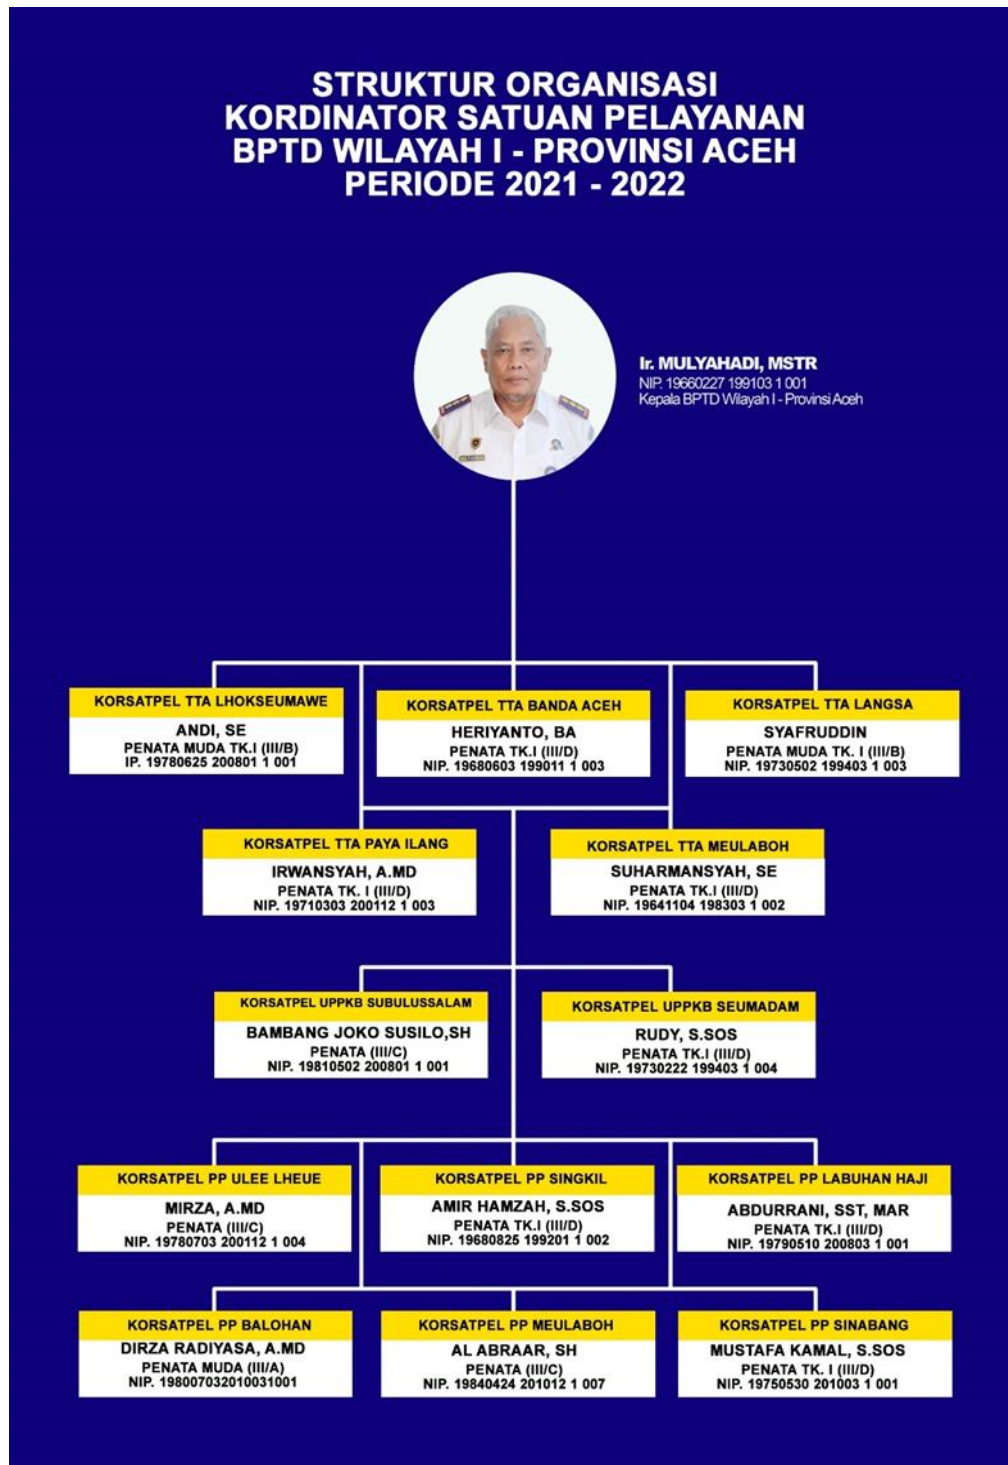 STRUKTUR ORGANISASI
KORDINATOR SATUAN PELAYANAN
BPTD WILAYAH I - PROVINSI ACEH
PERIODE 2021 - 2022
Ir. MULYAHADI, MSTR
NIP. 19660227 199103 1 001
Kepala BPTD Wilayah I - Provinsi Aceh
KORSATPEL TTA LHOKSEUMAWE
ANDI, SE
PENATA MUDA TK.I (III/B)
IP. 19780625 200801 1 001
KORSATPEL TTA BANDA ACEH
HERIYANTO, BA
PENATA TK.I (III/D)
NIP. 19680603 199011 1 003
KORSATPEL TTA LANGSA
SYAFRUDDIN
PENATA MUDA TK. I (III/B)
NIP. 19730502 199403 1 003
KORSATPEL TTA PAYA ILANG
IRWANSYAH, A.MD
PENATA TK. I (III/D)
NIP. 19710303 200112 1 003
KORSATPEL TTA MEULABOH
SUHARMANSYAH, SE
PENATA TK.I (III/D)
NIP. 19641104 198303 1 002
KORSATPEL UPPKB SUBULUSSALAM
BAMBANG JOKO SUSILO,SH
PENATA (III/C)
NIP. 19810502 200801 1 001
KORSATPEL UPPKB SEUMADAM
RUDY, S.SOS
PENATA TK.I (III/D)
NIP. 19730222 199403 1 004
KORSATPEL PP ULEE LHEUE
MIRZA, A.MD
PENATA (III/C)
NIP. 19780703 200112 1 004
KORSATPEL PP SINGKIL
AMIR HAMZAH, S.SOS
PENATA TK.I (III/D)
NIP. 19680825 199201 1 002
KORSATPEL PP LABUHAN HAJI
ABDURRANI, SST, MAR
PENATA TK.I (III/D)
NIP. 19790510 200803 1 001
KORSATPEL PP BALOHAN
DIRZA RADIYASA, A.MD
PENATA MUDA (III/A)
NIP. 198007032010031001
KORSATPEL PP MEULABOH
AL ABRAAR, SH
PENATA (III/C)
NIP. 19840424 201012 1 007
KORSATPEL PP SINABANG
MUSTAFA KAMAL, S.SOS
PENATA TK. I (III/D)
NIP. 19750530 201003 1 001